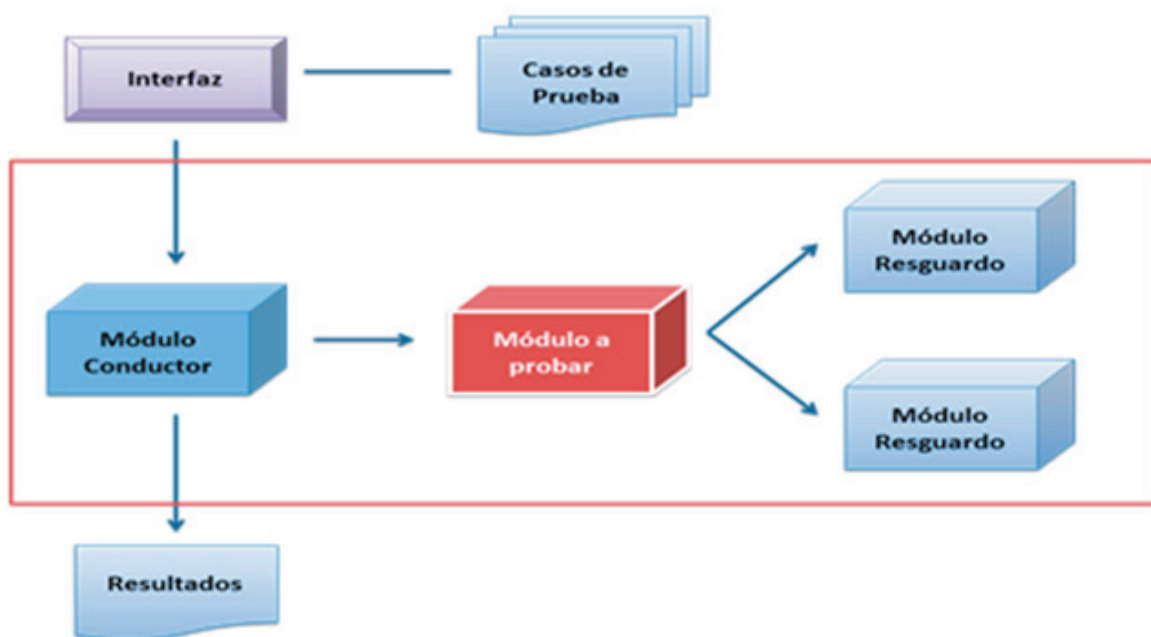 Interfaz
Casos de
Prueba
Módulo
Resguardo
Módulo
Conductor
Módulo a
probar
Módulo
Resguardo
Resultados